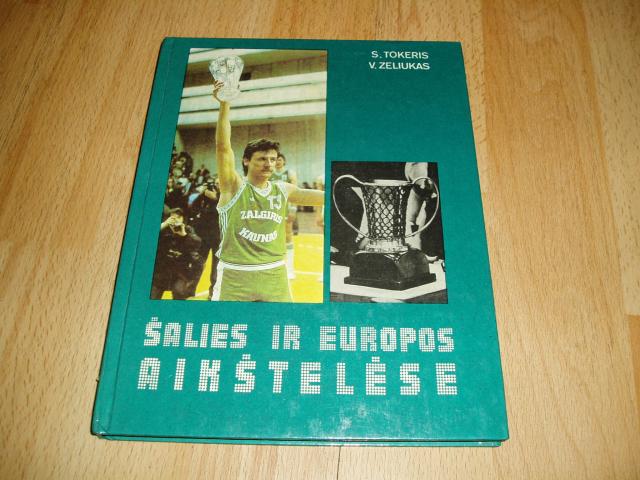 S. TOKERIS
V. ZELIUKAS
13
ŽALGIRIS
KAUNAS
ŠALIES IR EUROPOS
AIKŠTELĖSE